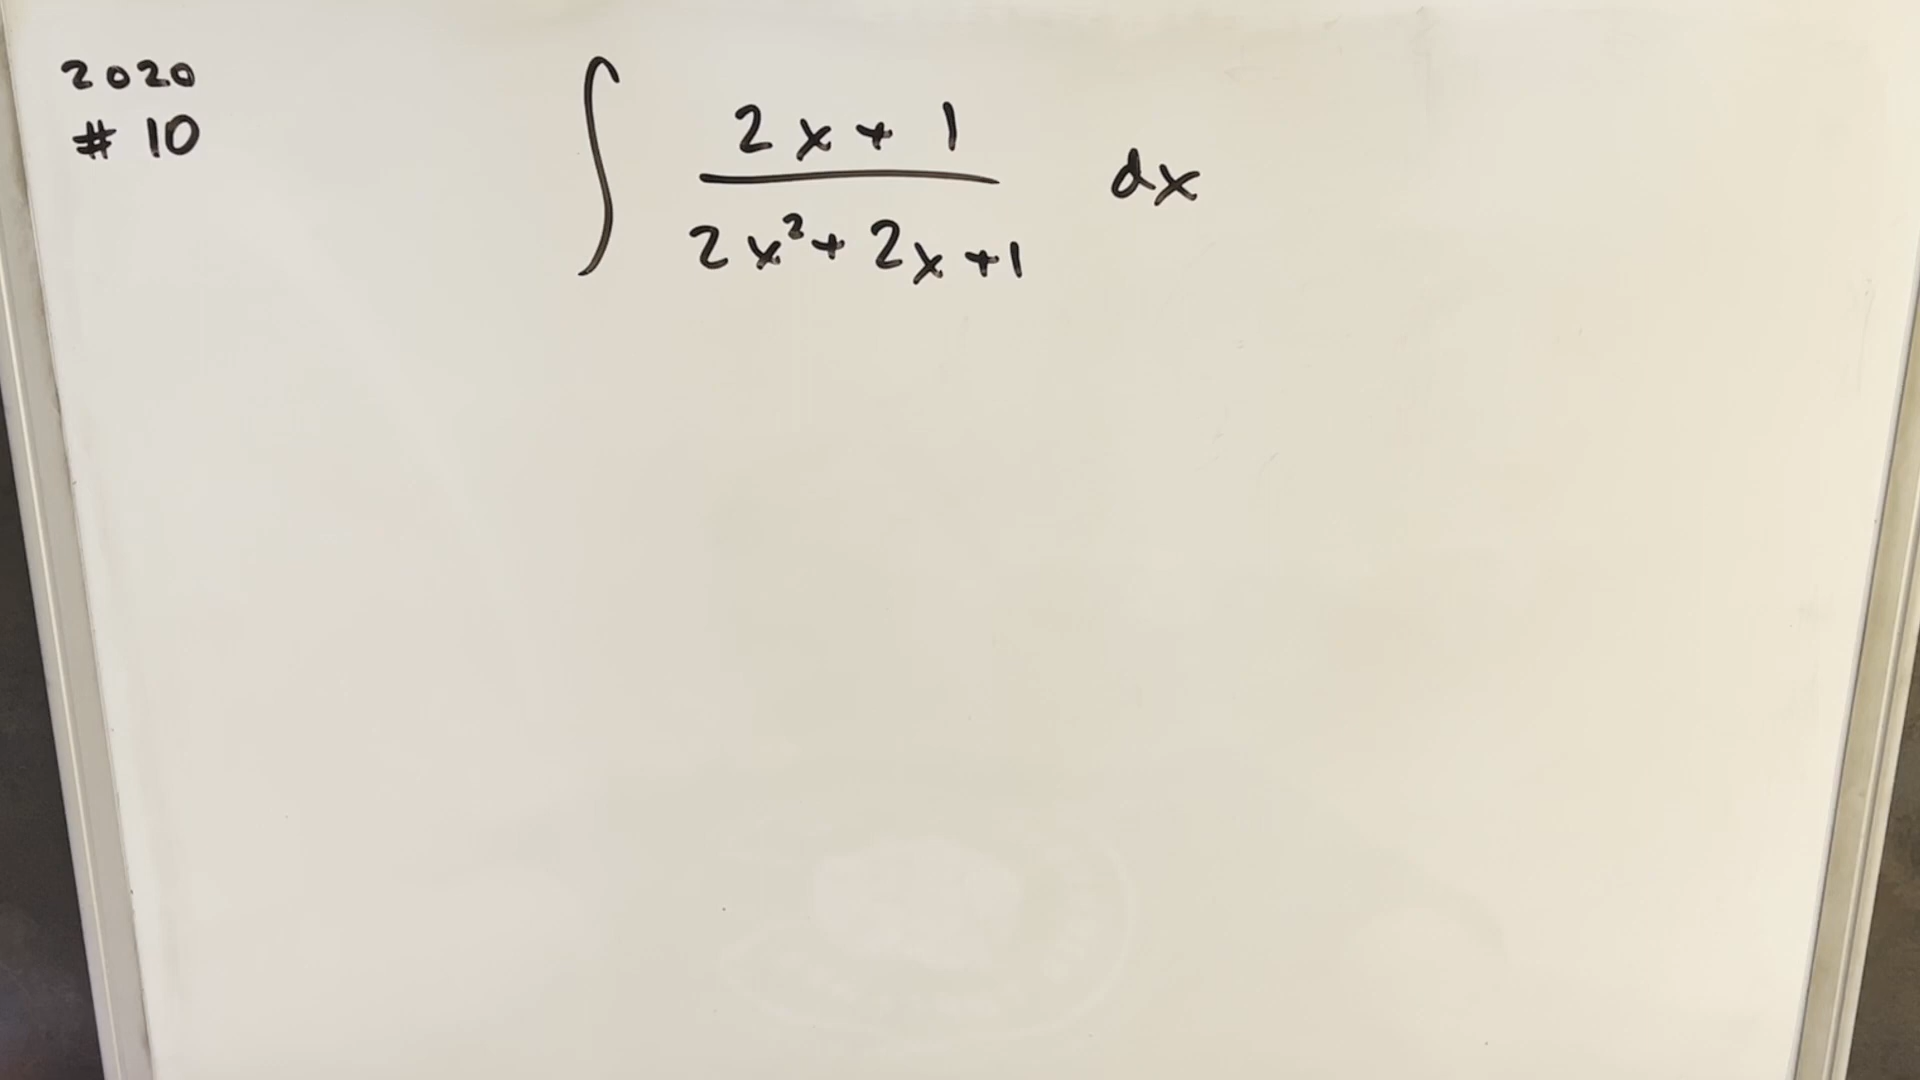 2020
# 10
∫ (2x + 1)/(2x² + 2x + 1) dx